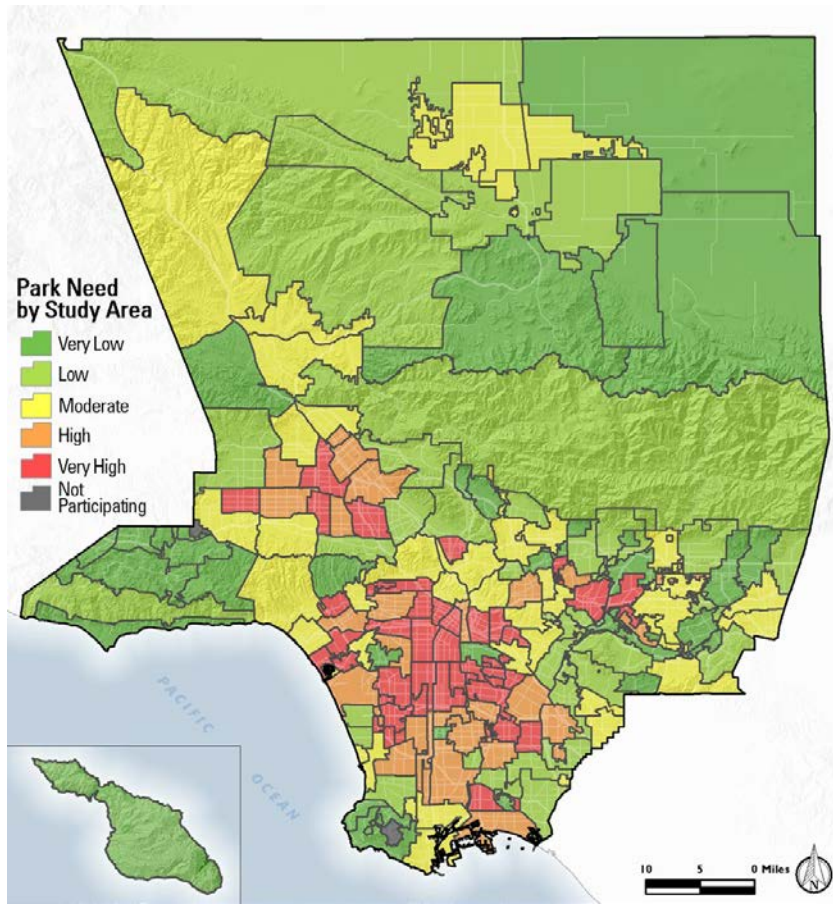 Park Need
by Study Area
Very Low
Low
Moderate
High
Very High
Not
Participating
PACIFIC
OCEAN
10 5 0 Miles
N